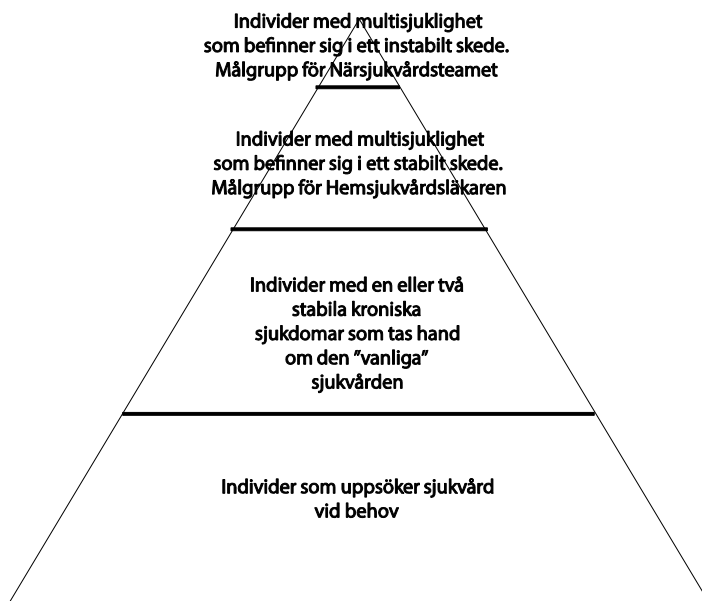 Individer med multisjuklighet
som befinner sig i ett instabilt skede.
Målgrupp för Närsjukvårdsteamet
Individer med multisjuklighet
som befinner sig i ett stabilt skede.
Målgrupp för Hemsjukvårdsläkaren
Individer med en eller två
stabila kroniska
sjukdomar som tas hand
om den ”vanliga”
sjukvården
Individer som uppsöker sjukvård
vid behov